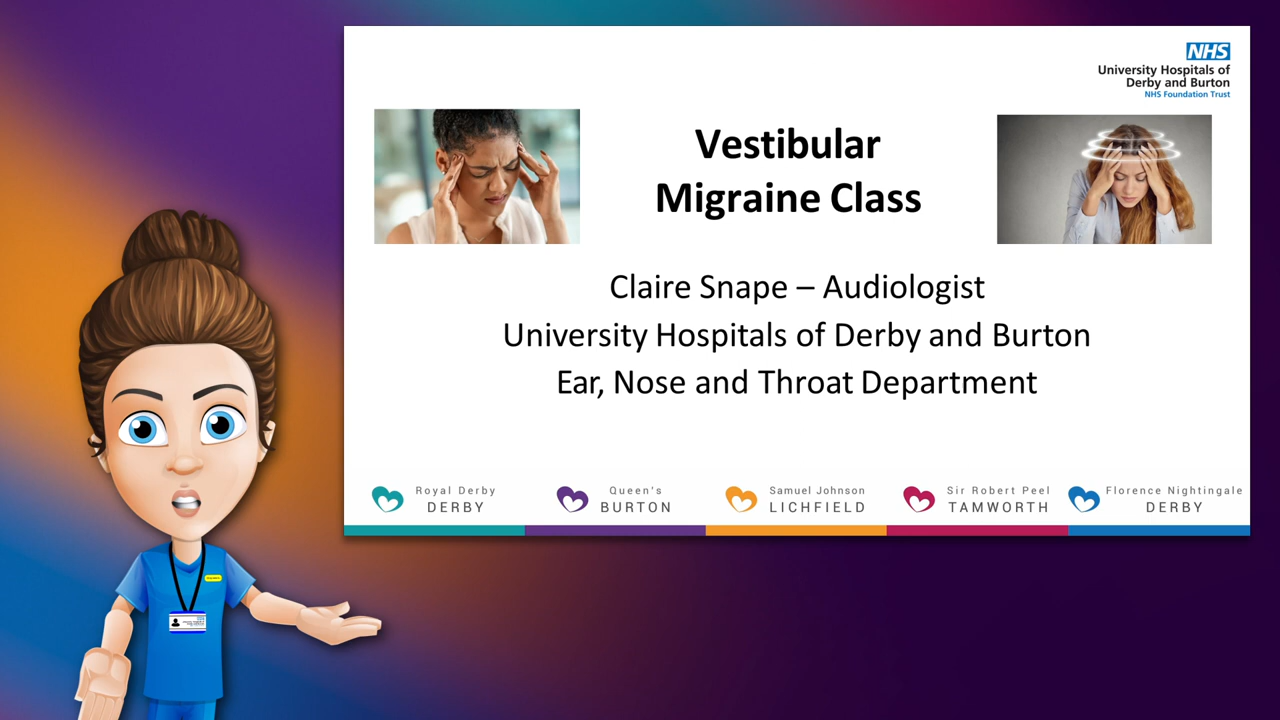 NHS
University Hospitals of
Derby and Burton
NHS Foundation Trust
Vestibular
Migraine Class
Claire Snape – Audiologist
University Hospitals of Derby and Burton
Ear, Nose and Throat Department
Royal Derby
DERBY
Queen's
BURTON
Samuel Johnson
LICHFIELD
Sir Robert Peel
TAMWORTH
Florence Nightingale
DERBY